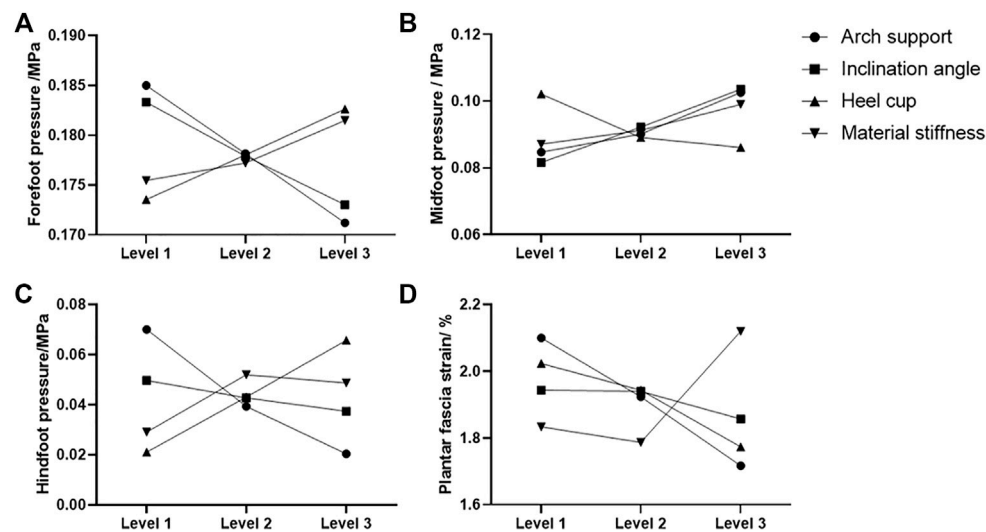 A
Forefoot pressure /MPa
0.190
0.185
0.180
0.175
0.170
Level 1 Level 2 Level 3
B
Midfoot pressure / MPa
0.12
0.10
0.08
0.06
Level 1 Level 2 Level 3
Arch support
Inclination angle
Heel cup
Material stiffness
C
Hindfoot pressure/MPa
0.08
0.06
0.04
0.02
0.00
Level 1 Level 2 Level 3
D
Plantar fascia strain/ %
2.2
2.0
1.8
1.6
Level 1 Level 2 Level 3